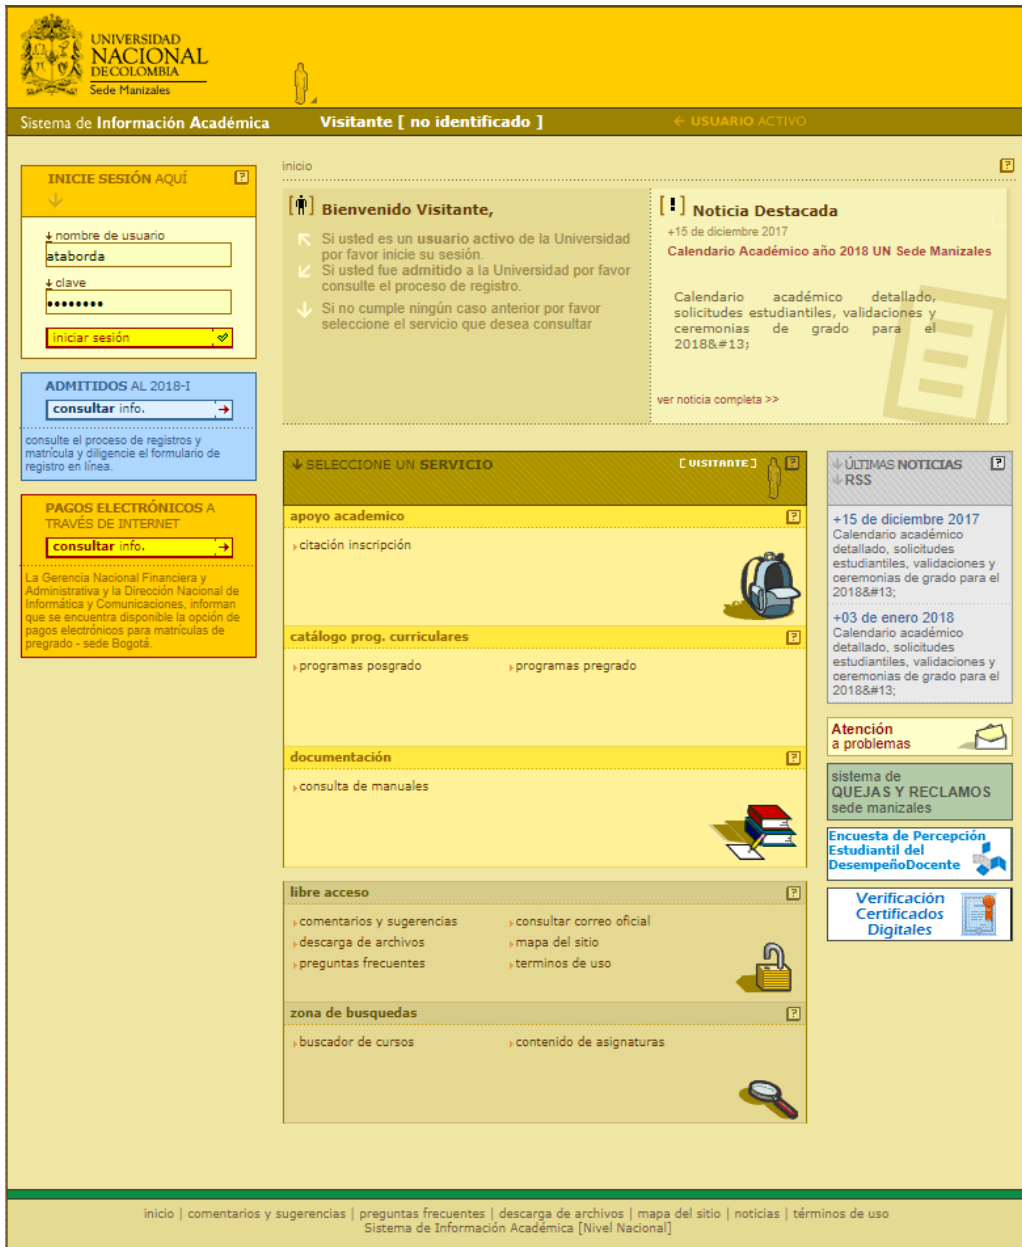 UNIVERSIDAD
NACIONAL
DE COLOMBIA
Sede Manizales
Sistema de Información Académica
Visitante [ no identificado ]
← USUARIO ACTIVO
INICIE SESIÓN AQUÍ
nombre de usuario
ataborda
clave
••••••••
iniciar sesión
ADMITIDOS AL 2018-I
consultar info.
consulte el proceso de registros y
matrícula y diligencie el formulario de
registro en línea.
PAGOS ELECTRÓNICOS A
TRAVÉS DE INTERNET
consultar info.
La Gerencia Nacional Financiera y
Administrativa y la Dirección Nacional de
Informática y Comunicaciones, informan
que se encuentra disponible la opción de
pagos electrónicos para matrículas de
pregrado - sede Bogotá.
inicio
Bienvenido Visitante,
Si usted es un usuario activo de la Universidad
por favor inicie su sesión.
Si usted fue admitido a la Universidad por favor
consulte el proceso de registro.
Si no cumple ningún caso anterior por favor
seleccione el servicio que desea consultar
[ ! ] Noticia Destacada
+15 de diciembre 2017
Calendario Académico año 2018 UN Sede Manizales
Calendario académico detallado,
solicitudes estudiantiles, validaciones y
ceremonias de grado para el
2018&#13;
ver noticia completa >>
SELECCIONE UN SERVICIO
[ VISITANTE ]
apoyo academico
citación inscripción
catálogo prog. curriculares
programas posgrado
programas pregrado
documentación
consulta de manuales
libre acceso
comentarios y sugerencias
consultar correo oficial
descarga de archivos
mapa del sitio
preguntas frecuentes
terminos de uso
zona de busquedas
buscador de cursos
contenido de asignaturas
ÚLTIMAS NOTICIAS
RSS
+15 de diciembre 2017
Calendario académico
detallado, solicitudes
estudiantiles, validaciones y
ceremonias de grado para el
2018&#13;
+03 de enero 2018
Calendario académico
detallado, solicitudes
estudiantiles, validaciones y
ceremonias de grado para el
2018&#13;
Atención
a problemas
sistema de
QUEJAS Y RECLAMOS
sede manizales
Encuesta de Percepción
Estudiantil del
DesempeñoDocente
Verificación
Certificados
Digitales
inicio | comentarios y sugerencias | preguntas frecuentes | descarga de archivos | mapa del sitio | noticias | términos de uso
Sistema de Información Académica [Nivel Nacional]